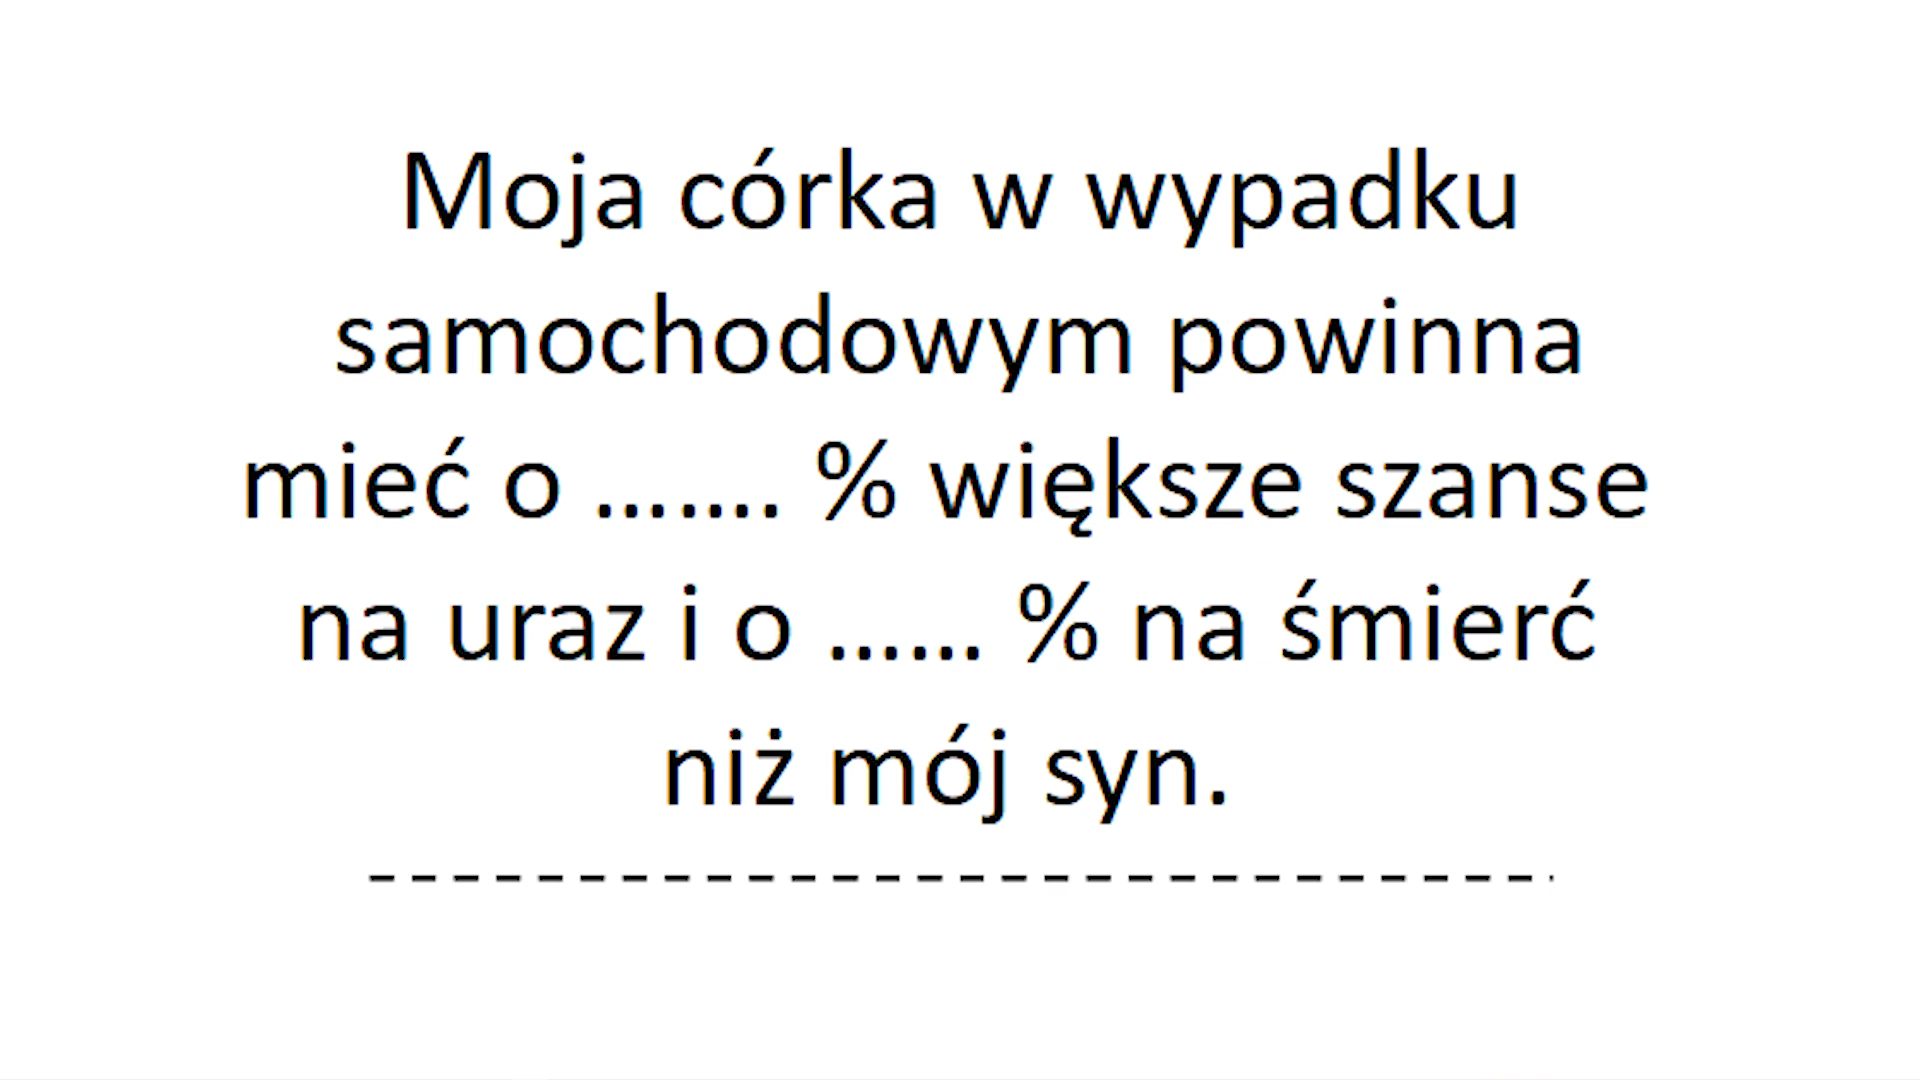 Moja córka w wypadku
samochodowym powinna
mieć o ....... % większe szanse
na uraz i o ...... % na śmierć
niż mój syn.